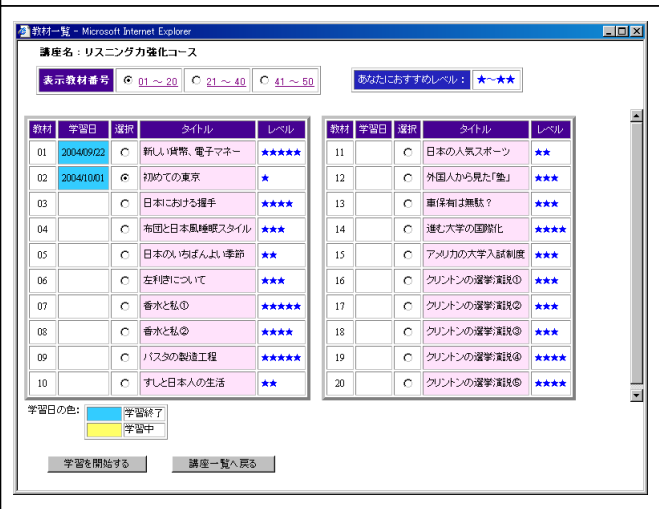 教材一覧 - Microsoft Internet Explorer
講座名：リスニング力強化コース
表示教材番号 01 ～ 20 21 ～ 40 41 ～ 50 あなたにおすすめレベル： ★～★★
教材 学習日 選択 タイトル レベル
01 2004/09/22 新しい貨幣、電子マネー ★★★★★
02 2004/10/01 初めての東京 ★
03 日本における握手 ★★★★
04 布団と日本風睡眠スタイル ★★★
05 日本のいちばんよい季節 ★★
06 左利きについて ★★★
07 香水と私① ★★★★★
08 香水と私② ★★★★
09 パスタの製造工程 ★★★★★
10 すしと日本人の生活 ★★
教材 学習日 選択 タイトル レベル
11 日本の人気スポーツ ★★
12 外国人から見た「塾」 ★★★
13 車保有は無駄？ ★★★
14 進む大学の国際化 ★★★★
15 アメリカの大学入試制度 ★★★
16 クリントンの選挙演説① ★★★
17 クリントンの選挙演説② ★★★
18 クリントンの選挙演説③ ★★★
19 クリントンの選挙演説④ ★★★★
20 クリントンの選挙演説⑤ ★★★★
学習日の色： 学習終了
学習中
学習を開始する 講座一覧へ戻る